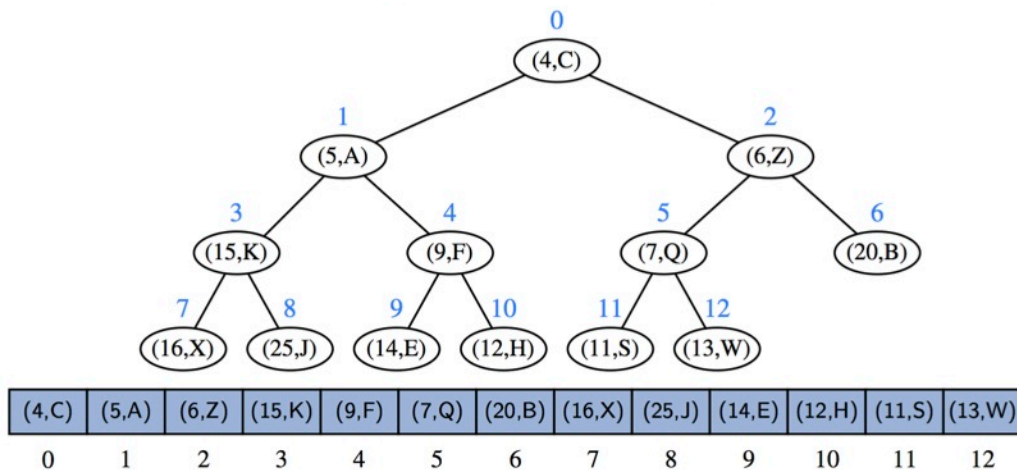 0
(4,C)
1 2
(5,A) (6,Z)
3 4 5 6
(15,K) (9,F) (7,Q) (20,B)
7 8 9 10 11 12
(16,X) (25,J) (14,E) (12,H) (11,S) (13,W)
(4,C) (5,A) (6,Z) (15,K) (9,F) (7,Q) (20,B) (16,X) (25,J) (14,E) (12,H) (11,S) (13,W)
0 1 2 3 4 5 6 7 8 9 10 11 12